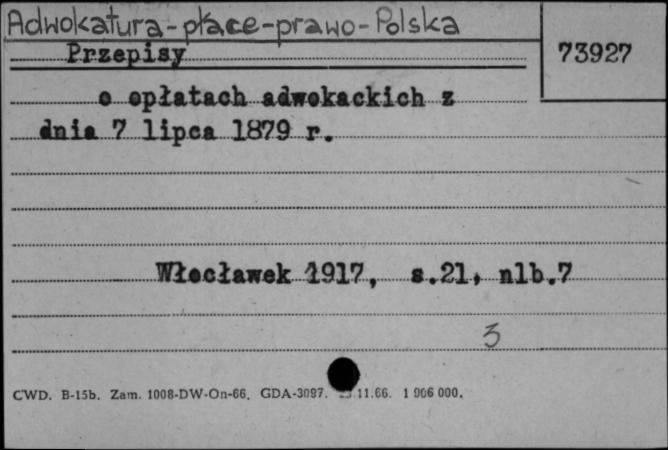 Adwokatura-płace-prawo-Polska
Przepisy
73927
o opłatach adwokackich z
dnia 7 lipca 1879 r.
Włocławek 1917, s.21, nlb.7
3
CWD. B-15b. Zam. 1008-DW-On-66. GDA-3097. 11.66. 1 906 000.